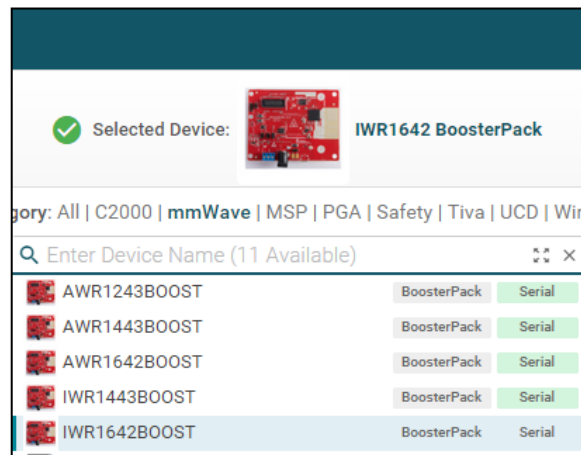 Selected Device: IWR1642 BoosterPack
gory: All | C2000 | mmWave | MSP | PGA | Safety | Tiva | UCD | Wir
Enter Device Name (11 Available)
AWR1243BOOST BoosterPack Serial
AWR1443BOOST BoosterPack Serial
AWR1642BOOST BoosterPack Serial
IWR1443BOOST BoosterPack Serial
IWR1642BOOST BoosterPack Serial